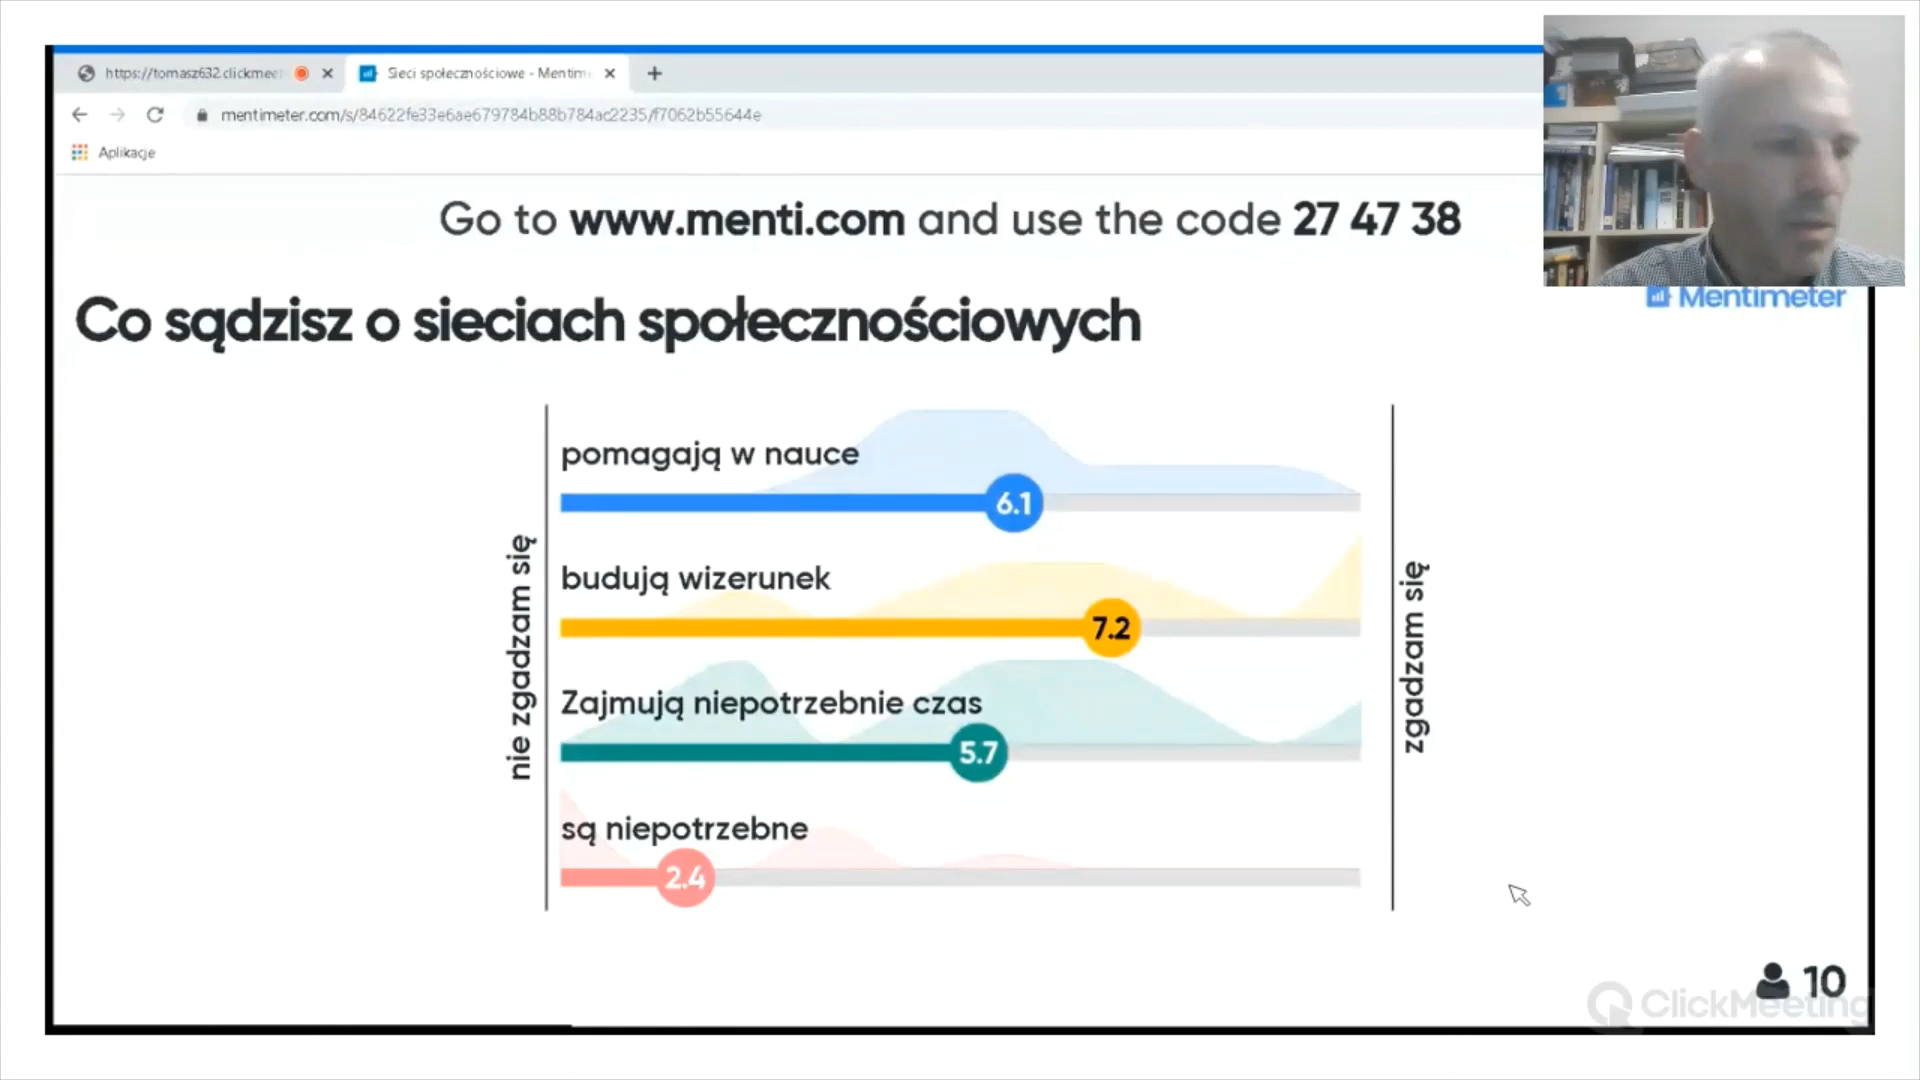 https://tomasz632.clickmee
Sieci społecznościowe - Mentim
mentimeter.com/s/84622fe33e6ae679784b88b784ac2235/f7062b55644e
Aplikacje
Go to www.menti.com and use the code 27 47 38
Mentimeter
Co sądzisz o sieciach społecznościowych
nie zgadzam się
pomagają w nauce
6.1
budują wizerunek
7.2
Zajmują niepotrzebnie czas
5.7
są niepotrzebne
2.4
zgadzam się
10
ClickMeeting